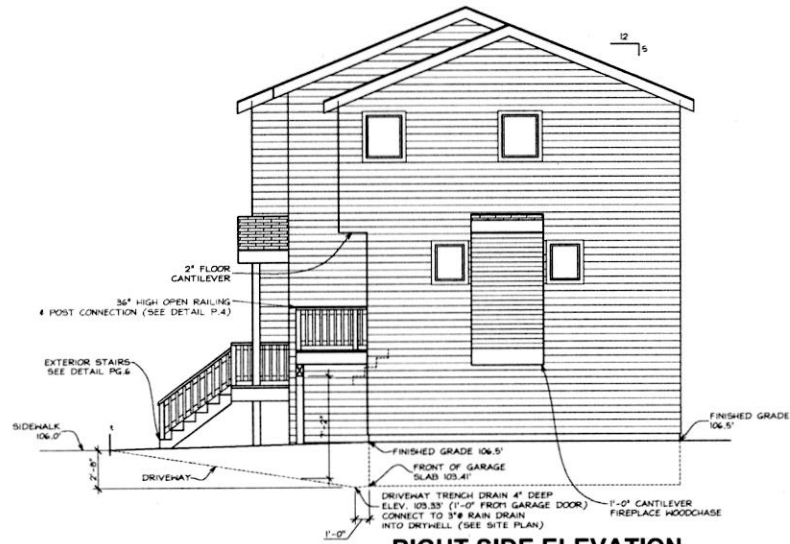 12
5
2" FLOOR
CANTILEVER
36" HIGH OPEN RAILING
& POST CONNECTION (SEE DETAIL P.4)
EXTERIOR STAIRS
SEE DETAIL PG.6
SIDEWALK
106.0'
FINISHED GRADE
106.5'
FINISHED GRADE 106.5'
2'-8"
DRIVEWAY
FRONT OF GARAGE
SLAB 103.41'
DRIVEWAY TRENCH DRAIN 4" DEEP
ELEV. 103.33' (1'-0" FROM GARAGE DOOR)
CONNECT TO 3"ø RAIN DRAIN
INTO DRYWELL (SEE SITE PLAN)
1'-0" CANTILEVER
FIREPLACE WOODCHASE
1'-0"
RIGHT SIDE ELEVATION